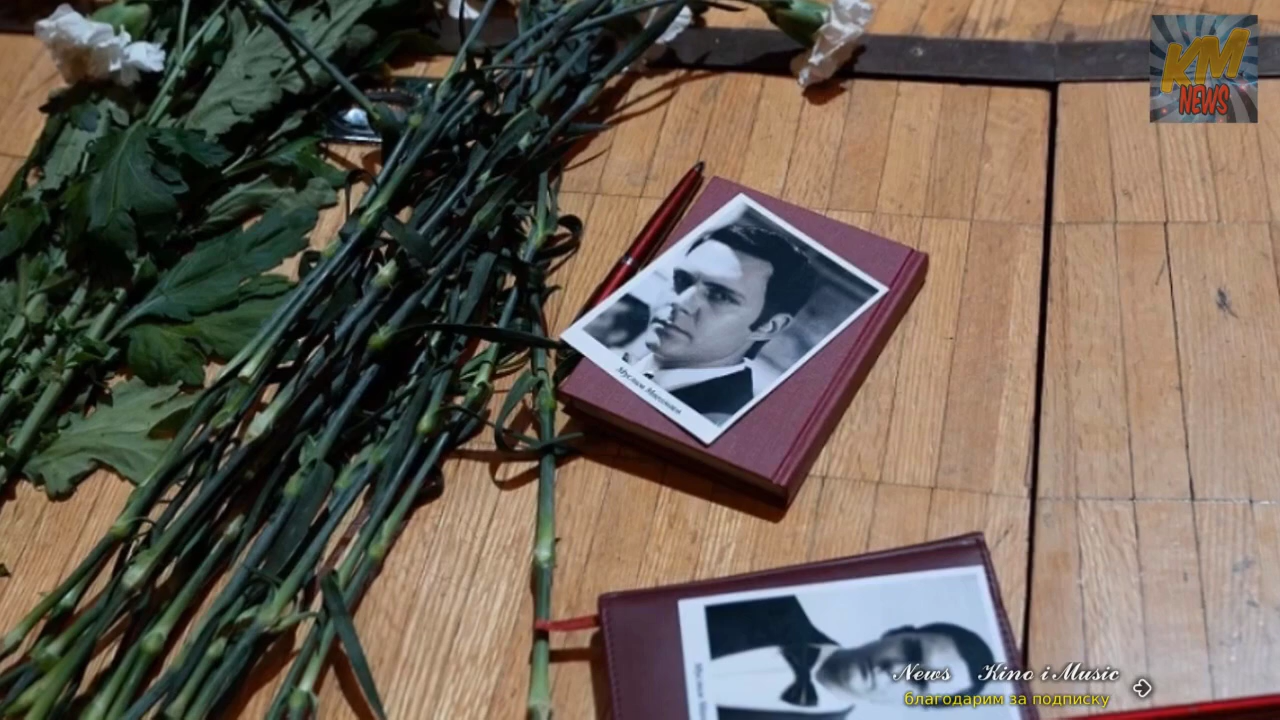 KM
NEWS
Муслим Магомаев
News Kino i Music
благодарим за подписку